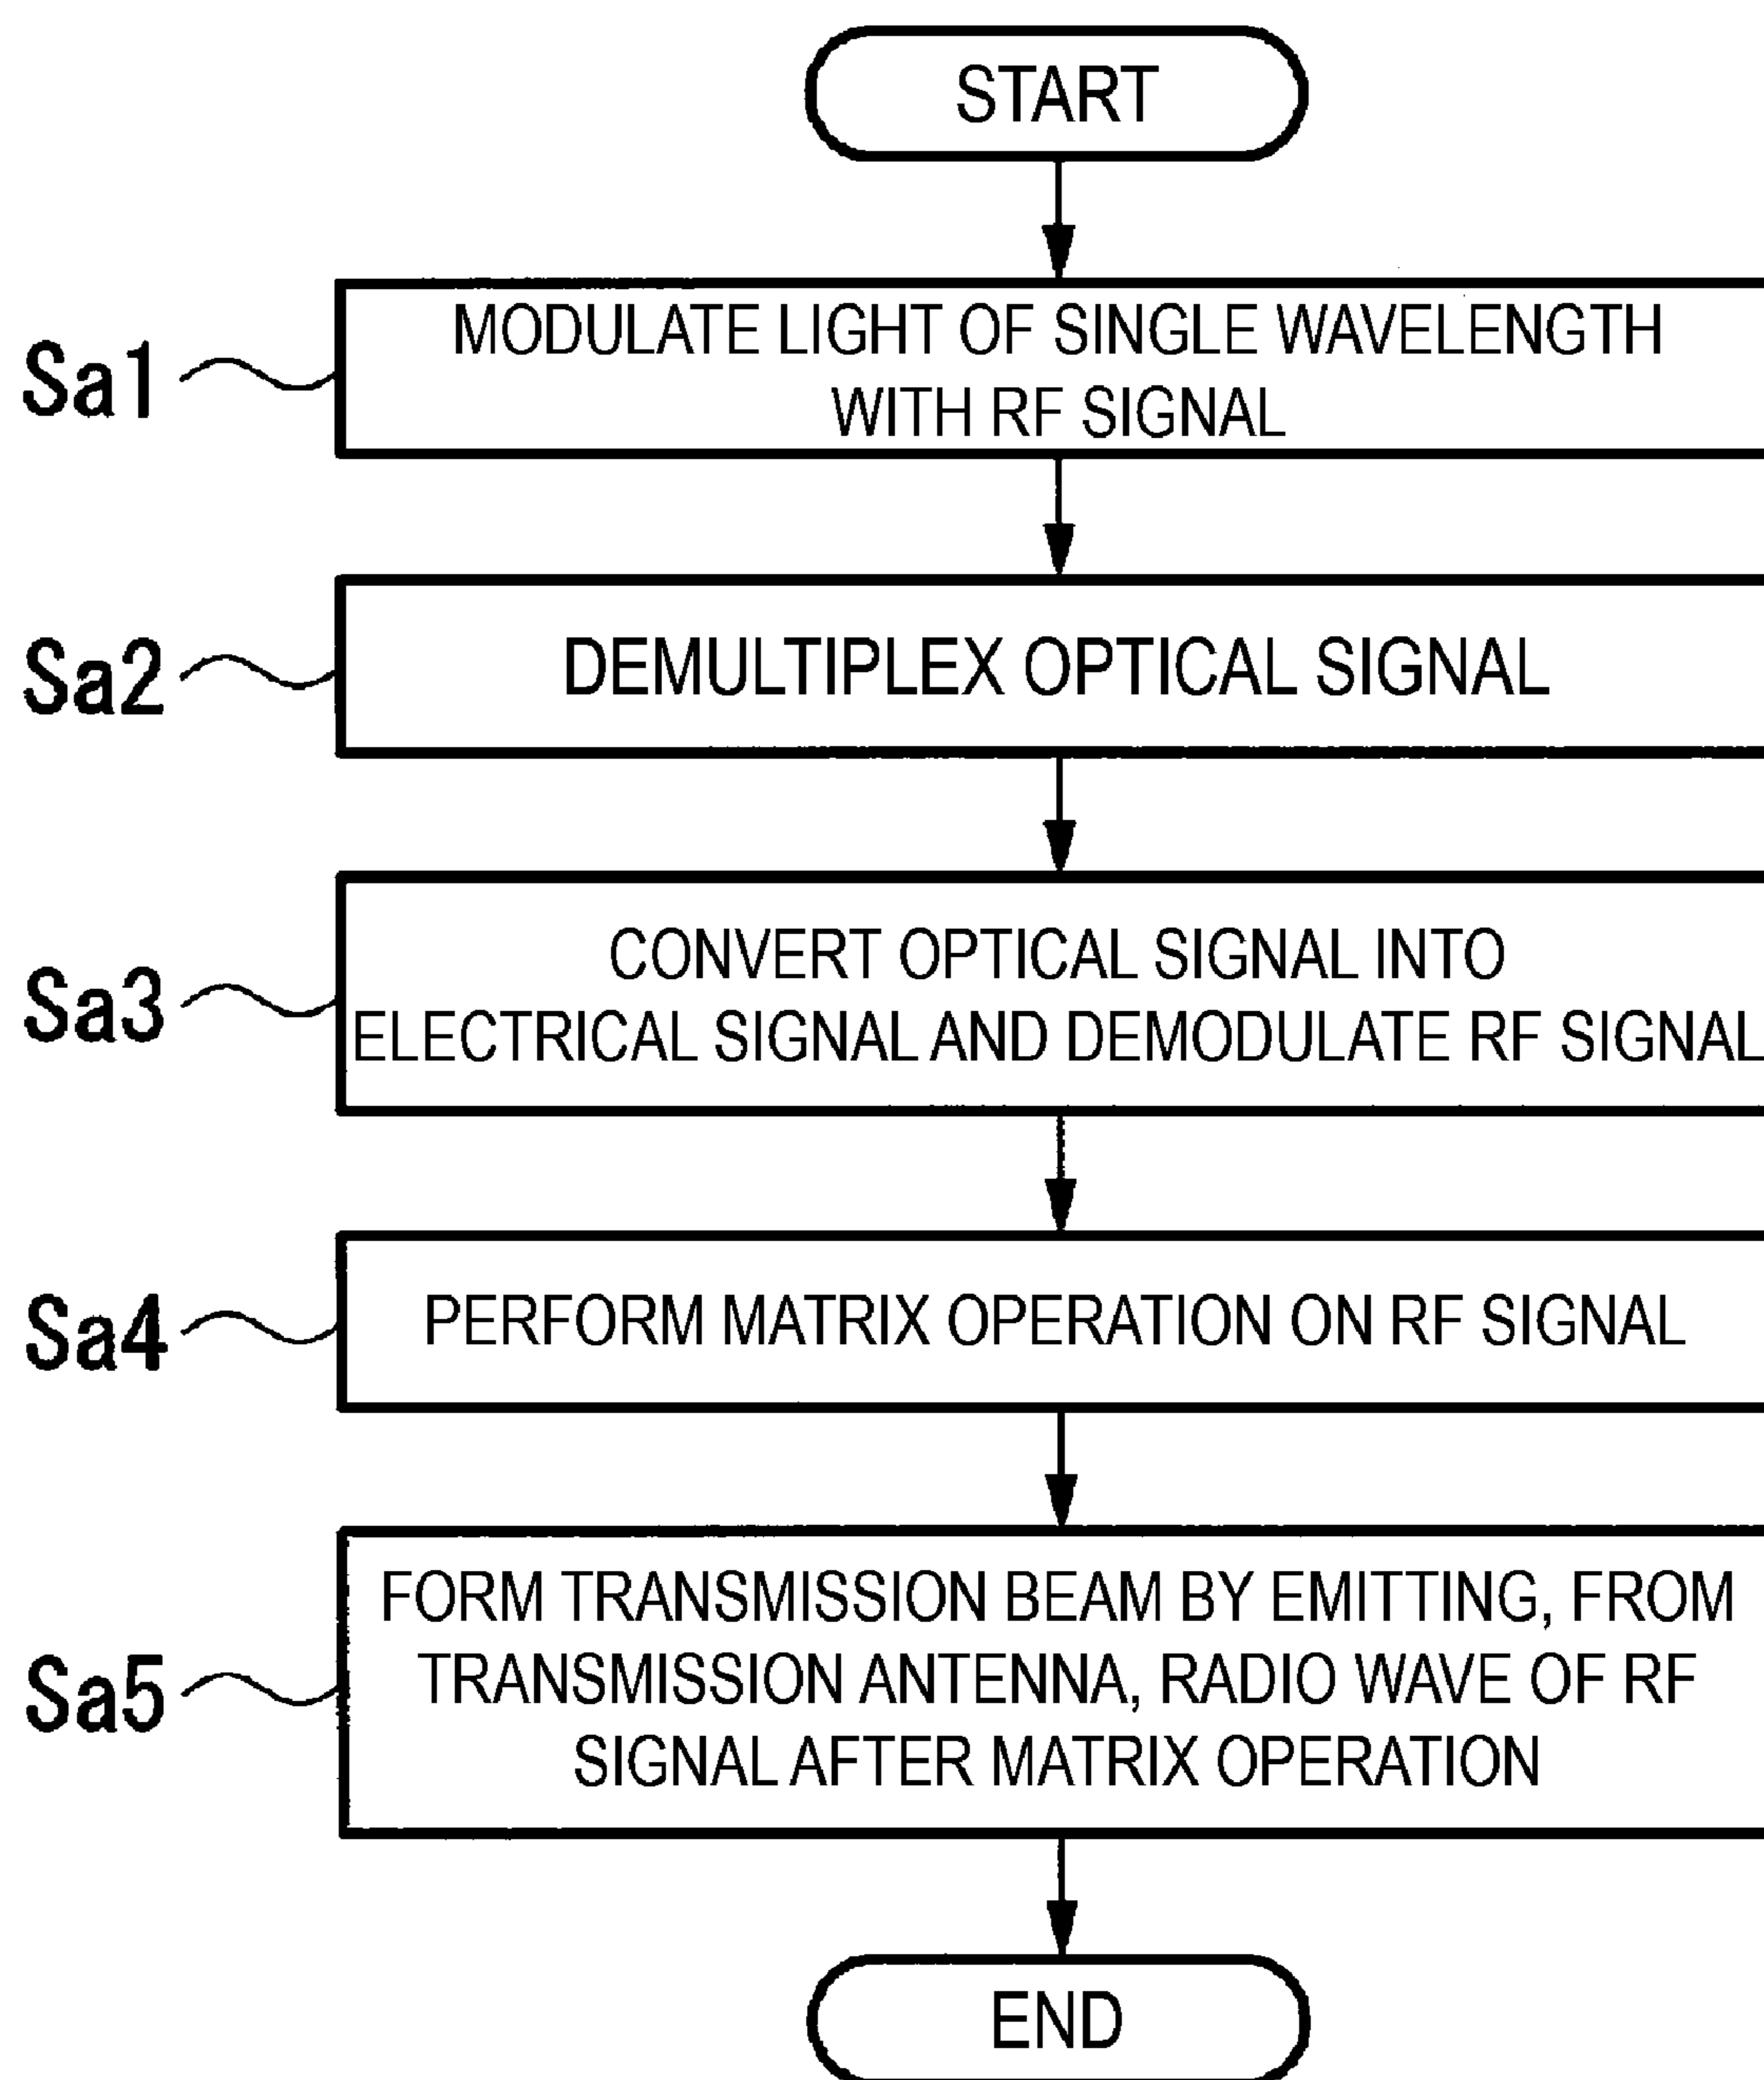 START
Sa1
MODULATE LIGHT OF SINGLE WAVELENGTH
WITH RF SIGNAL
Sa2
DEMULTIPLEX OPTICAL SIGNAL
Sa3
CONVERT OPTICAL SIGNAL INTO
ELECTRICAL SIGNAL AND DEMODULATE RF SIGNAL
Sa4
PERFORM MATRIX OPERATION ON RF SIGNAL
Sa5
FORM TRANSMISSION BEAM BY EMITTING, FROM
TRANSMISSION ANTENNA, RADIO WAVE OF RF
SIGNAL AFTER MATRIX OPERATION
END